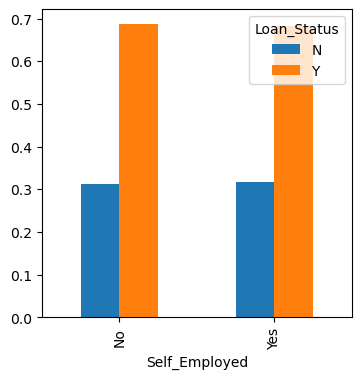 0.7
0.6
0.5
0.4
0.3
0.2
0.1
0.0
Loan_Status
N
Y
No
Yes
Self_Employed